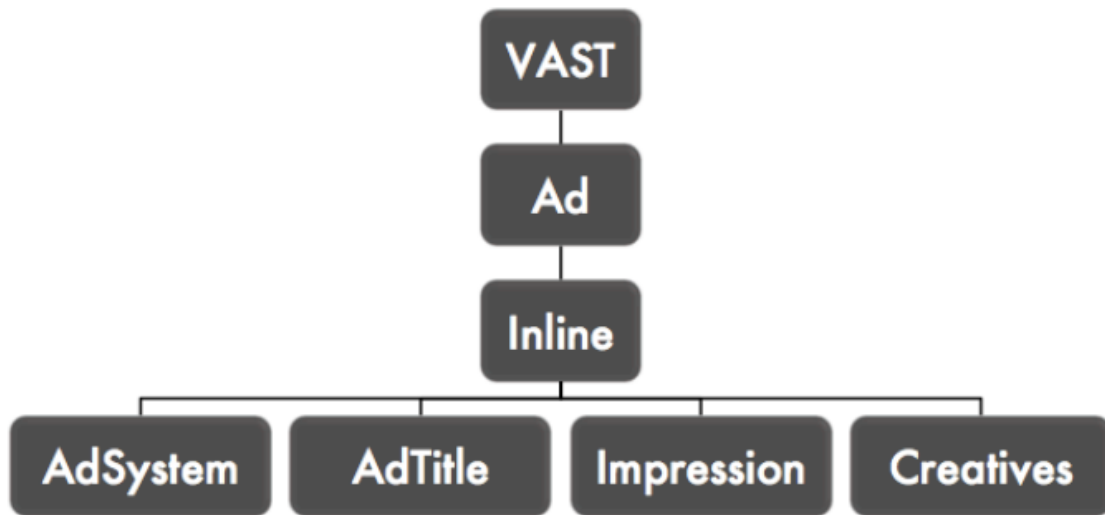 VAST
Ad
Inline
AdSystem
AdTitle
Impression
Creatives